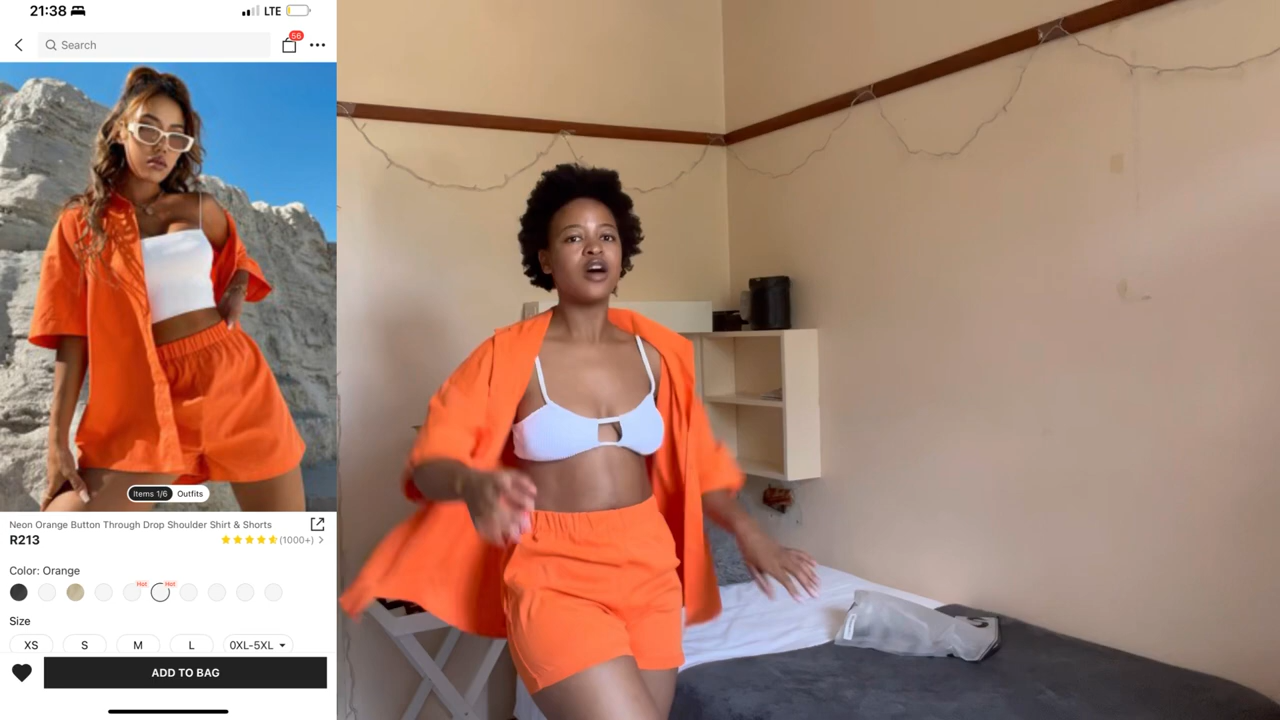 21:38
LTE
Search
56
Items 1/6 Outfits
Neon Orange Button Through Drop Shoulder Shirt & Shorts
R213
(1000+)
Color: Orange
Hot Hot
Size
XS S M L 0XL-5XL
ADD TO BAG